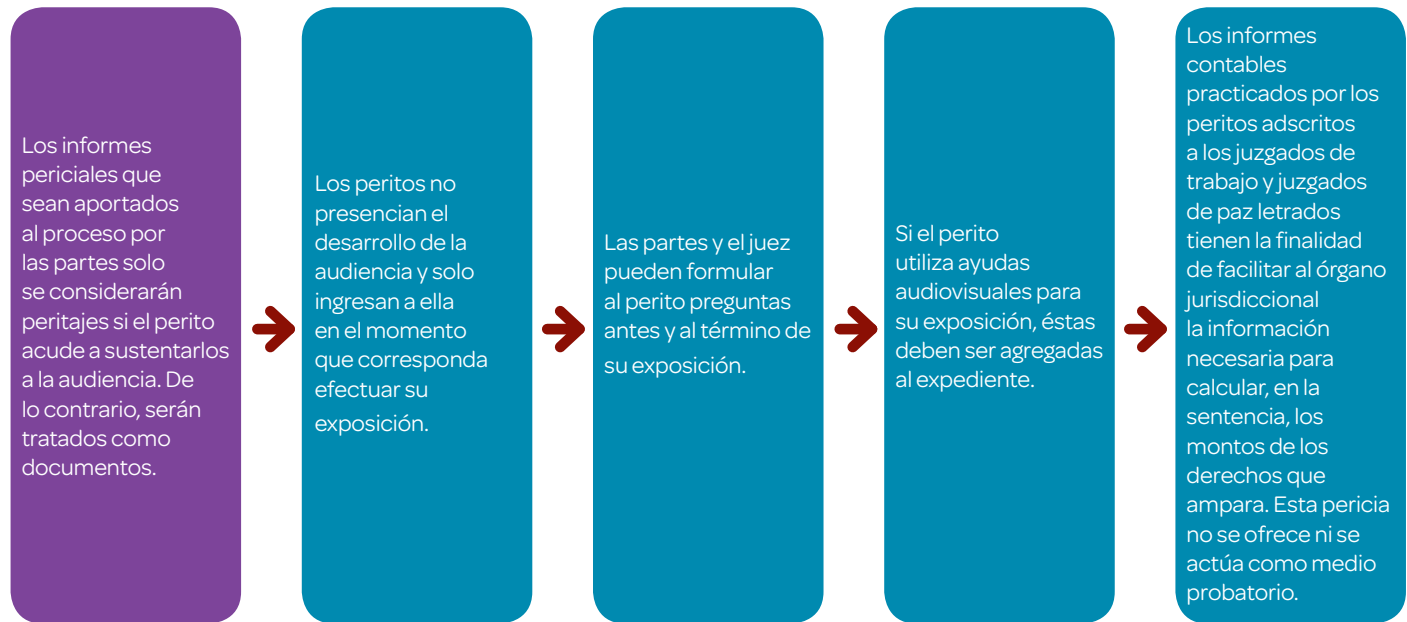 Los informes
periciales que
sean aportados
al proceso por
las partes solo
se considerarán
peritajes si el perito
acude a sustentarlos
a la audiencia. De
lo contrario, serán
tratados como
documentos.
Los peritos no
presencian el
desarrollo de la
audiencia y solo
ingresan a ella
en el momento
que corresponda
efectuar su
exposición.
Las partes y el juez
pueden formular
al perito preguntas
antes y al término de
su exposición.
Si el perito
utiliza ayudas
audiovisuales para
su exposición, éstas
deben ser agregadas
al expediente.
Los informes
contables
practicados por los
peritos adscritos
a los juzgados de
trabajo y juzgados
de paz letrados
tienen la finalidad
de facilitar al órgano
jurisdiccional
la información
necesaria para
calcular, en la
sentencia, los
montos de los
derechos que
ampara. Esta pericia
no se ofrece ni se
actúa como medio
probatorio.